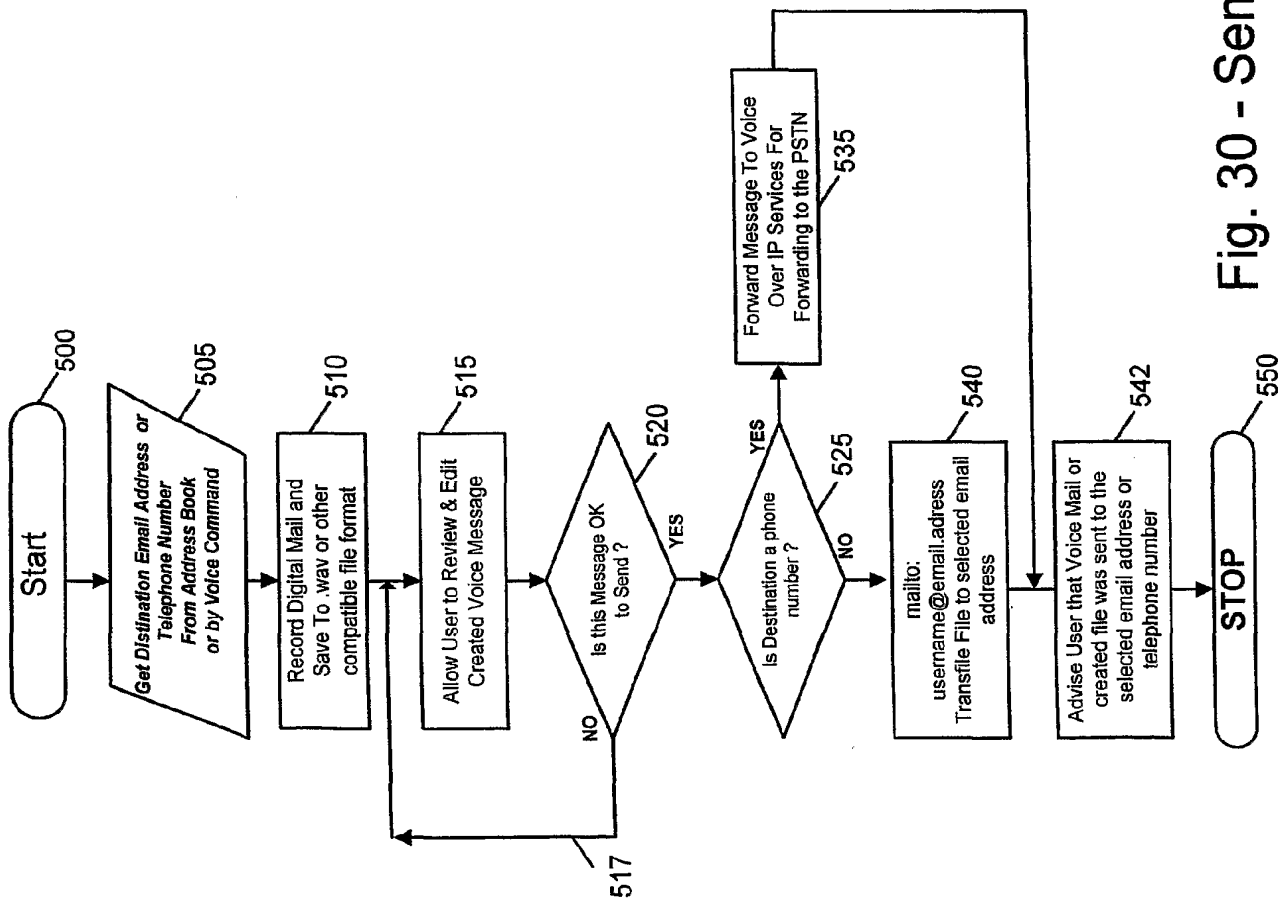 Start
500
Get Distination Email Address or
Telephone Number
From Address Book
or by Voice Command
505
Record Digital Mail and
Save To .wav or other
compatible file format
510
Allow User to Review & Edit
Created Voice Message
515
Is this Message OK
to Send ?
520
NO
YES
517
Is Destination a phone
number ?
525
YES
NO
Forward Message To Voice
Over IP Services For
Forwarding to the PSTN
535
mailto:
username@email.adress
Transfile File to selected email
address
540
Advise User that Voice Mail or
created file was sent to the
selected email address or
telephone number
542
STOP
550
Fig. 30 - Sen